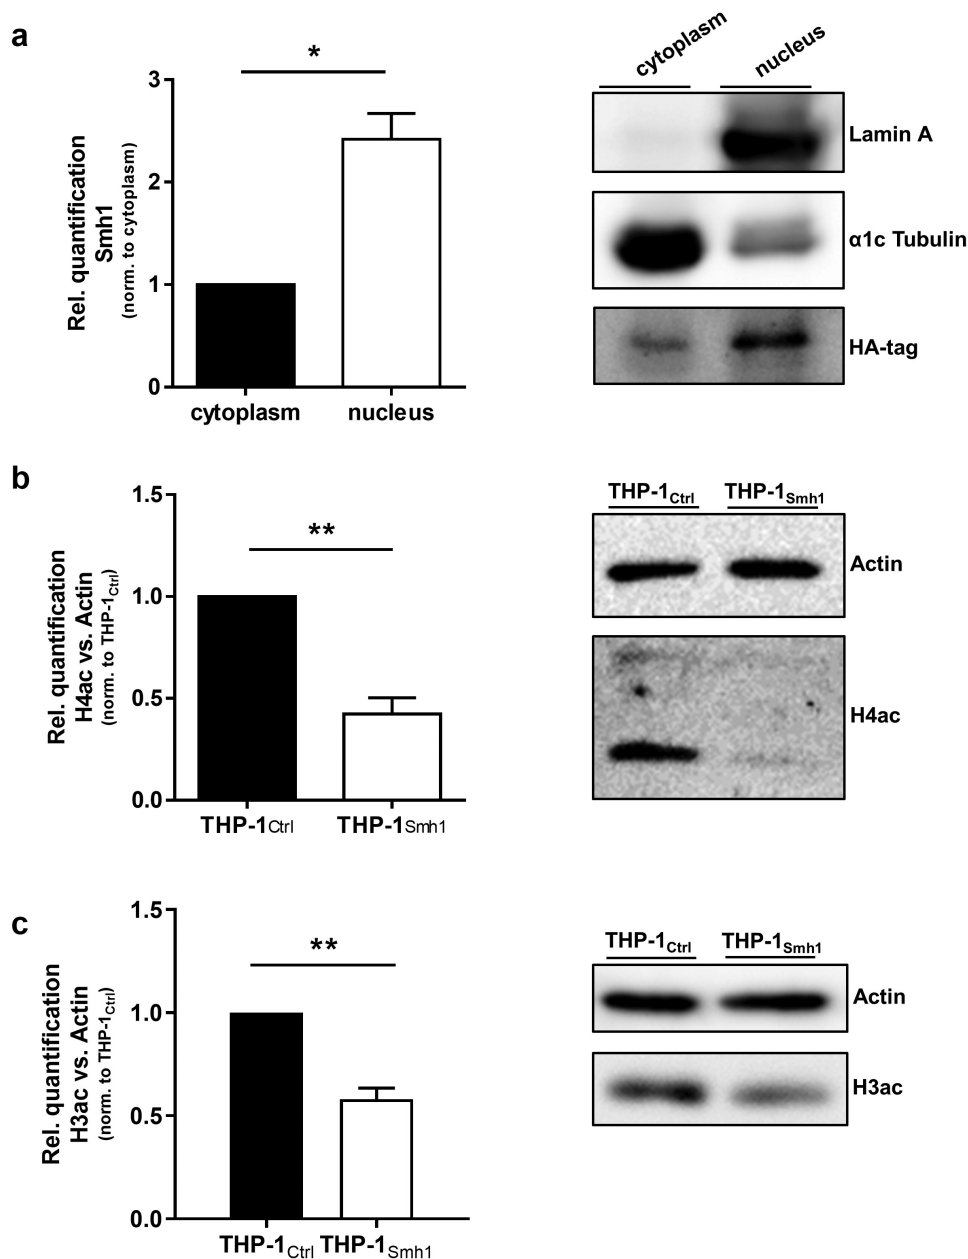 a
*
Rel. quantification
Smh1
(norm. to cytoplasm)
3
2
1
0
cytoplasm nucleus
cytoplasm nucleus
Lamin A
α1c Tubulin
HA-tag
b
**
Rel. quantification
H4ac vs. Actin
(norm. to THP-1Ctrl)
1.5
1.0
0.5
0.0
THP-1Ctrl THP-1Smh1
THP-1Ctrl THP-1Smh1
Actin
H4ac
c
**
Rel. quantification
H3ac vs. Actin
(norm. to THP-1Ctrl)
1.5
1.0
0.5
0.0
THP-1Ctrl THP-1Smh1
THP-1Ctrl THP-1Smh1
Actin
H3ac